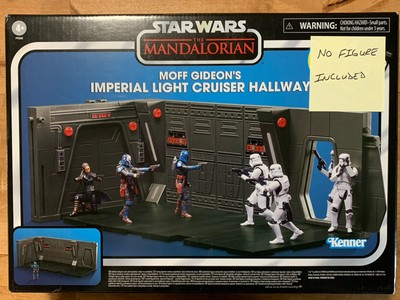 4+
STAR WARS
THE
MANDALORIAN
WARNING:
CHOKING HAZARD-Small parts.
Not for children under 3 years.
MOFF GIDEON'S
IMPERIAL LIGHT CRUISER HALLWAY
NO FIGURE
INCLUDED
Kenner